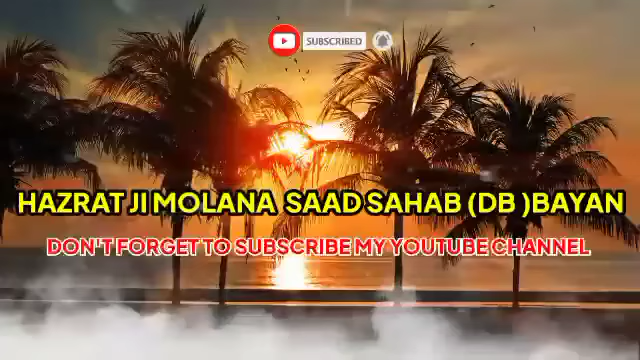 SUBSCRIBED
HAZRAT JI MOLANA SAAD SAHAB (DB )BAYAN
DON'T FORGET TO SUBSCRIBE MY YOUTUBE CHANNEL